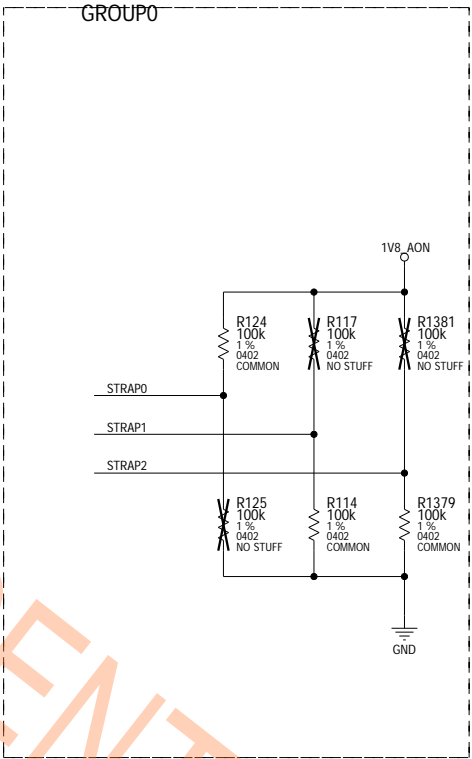 GROUP0
1V8_AON
R124
100k
1 %
0402
COMMON
R117
100k
1 %
0402
NO STUFF
R1381
100k
1 %
0402
NO STUFF
STRAP0
STRAP1
STRAP2
R125
100k
1 %
0402
NO STUFF
R114
100k
1 %
0402
COMMON
R1379
100k
1 %
0402
COMMON
GND
ENT